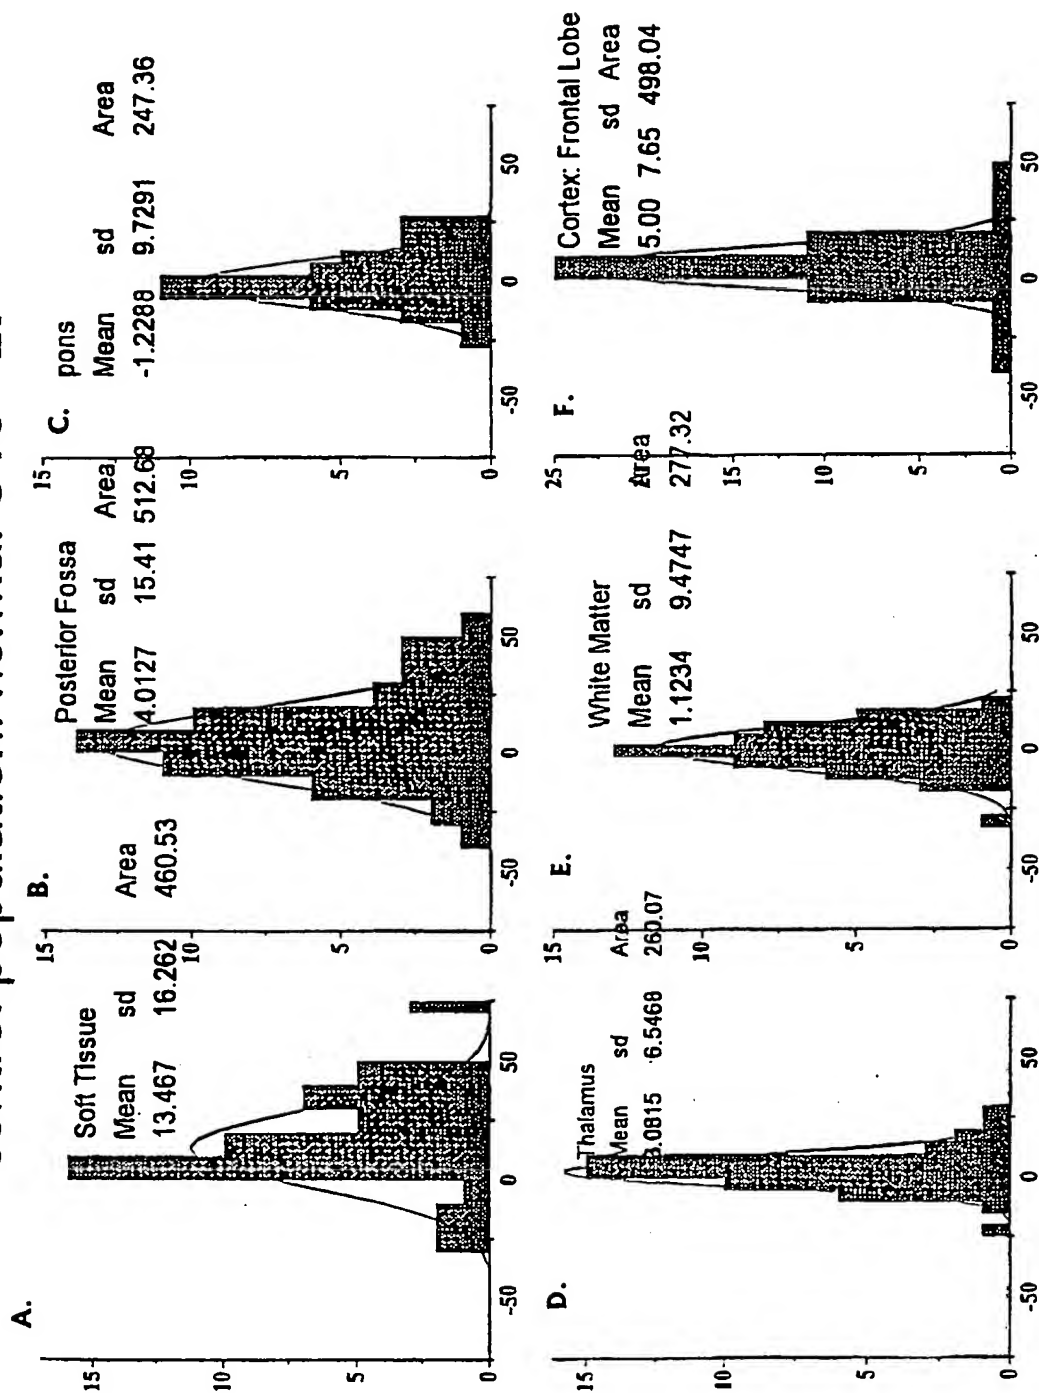 A.
Soft Tissue
Mean sd Area
13.467 16.262 460.53
15
10
5
0
-50 0 50
B.
Posterior Fossa
Mean sd Area
4.0127 15.41 512.68
15
10
5
0
-50 0 50
C.
pons
Mean sd Area
-1.2288 9.7291 247.36
15
10
5
0
-50 0 50
D.
Thalamus
Mean sd Area
3.0815 6.5468 260.07
15
10
5
0
-50 0 50
E.
White Matter
Mean sd Area
1.1234 9.4747 277.32
15
10
5
0
-50 0 50
F.
Cortex: Frontal Lobe
Mean sd Area
5.00 7.65 498.04
25
15
10
5
0
-50 0 50